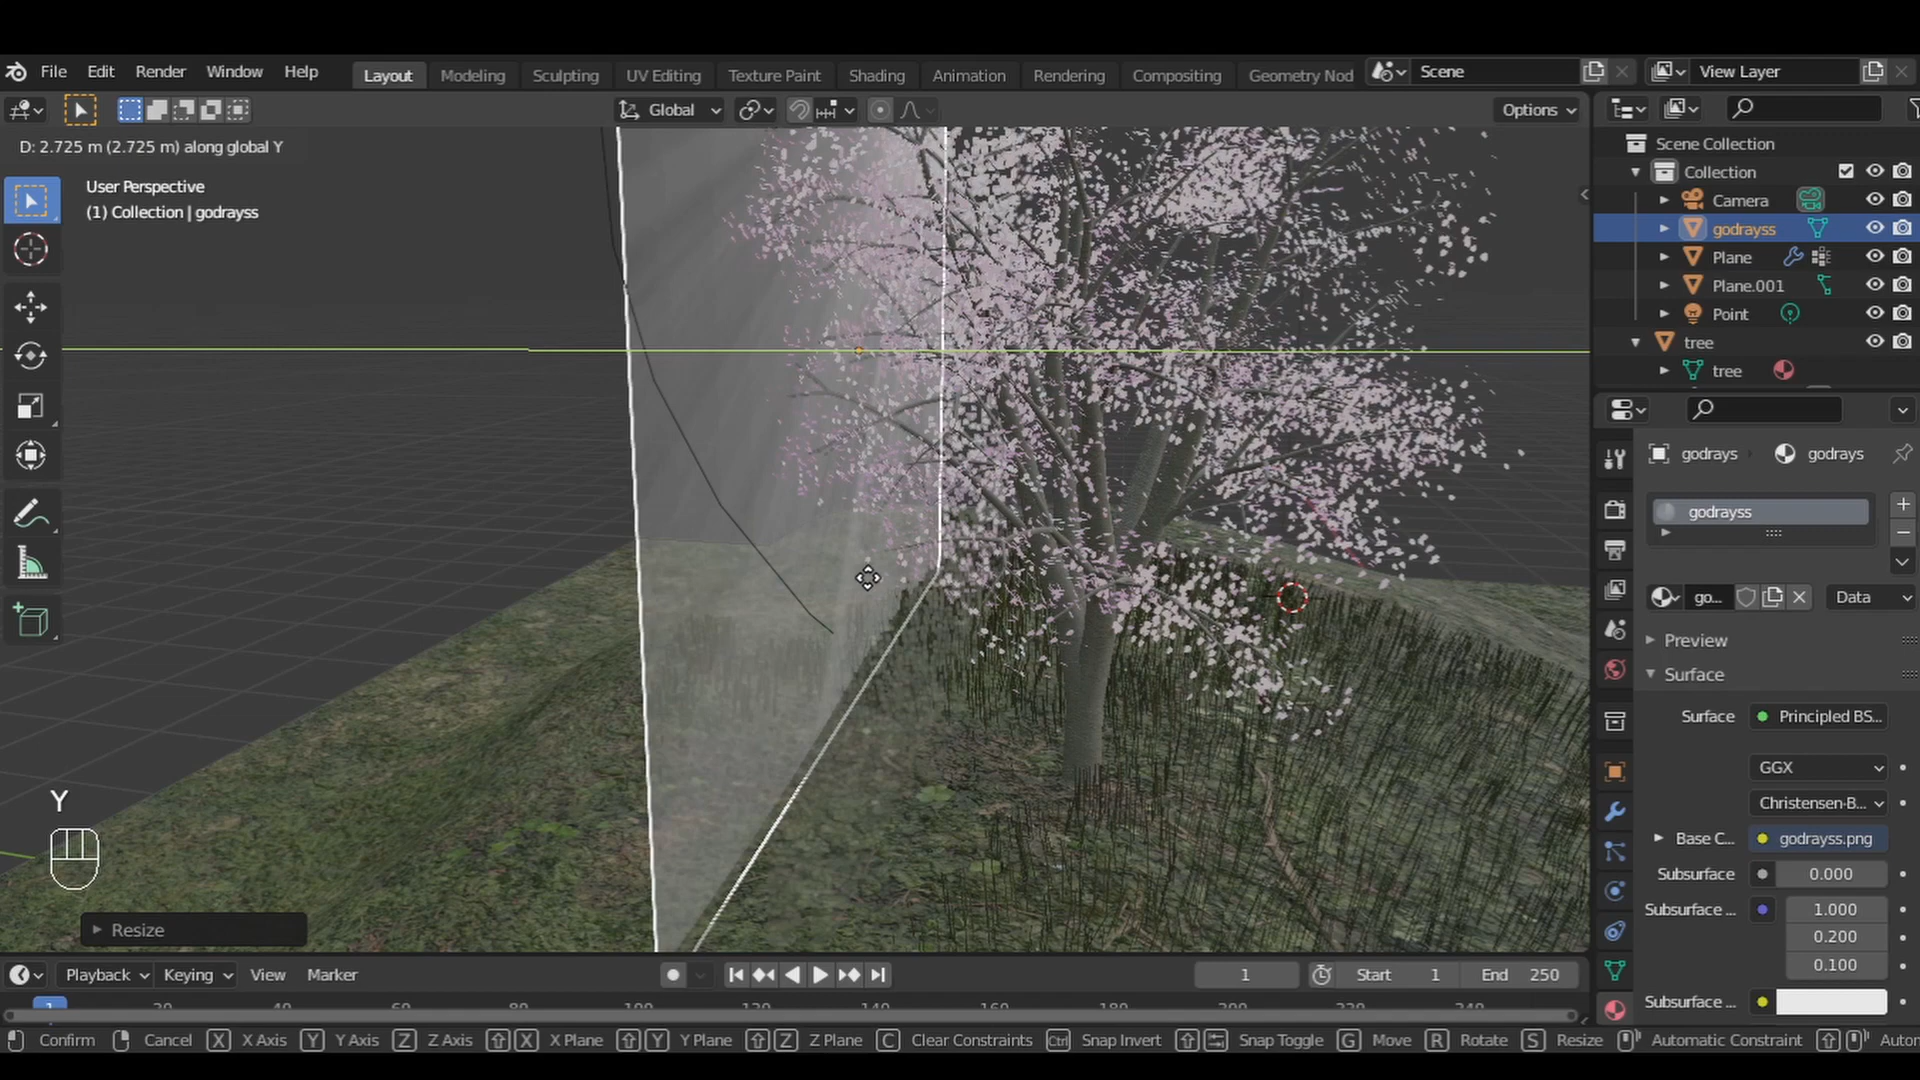 File Edit Render Window Help Layout Modeling Sculpting UV Editing Texture Paint Shading Animation Rendering Compositing Geometry Nod Scene View Layer
Global Options
D: 2.725 m (2.725 m) along global Y
User Perspective
(1) Collection | godrayss
Scene Collection
Collection
Camera
godrayss
Plane
Plane.001
Point
tree
tree
godrays godrays
godrayss
go... Data
Preview
Surface
Surface Principled BS...
GGX
Christensen-B...
Base C... godrayss.png
Subsurface 0.000
Subsurface ... 1.000
0.200
0.100
Subsurface ...
Y
Resize
Playback Keying View Marker 1 Start 1 End 250
1
Confirm Cancel X X Axis Y Y Axis Z Z Axis X X Plane Y Y Plane Z Z Plane C Clear Constraints Ctrl Snap Invert Snap Toggle G Move R Rotate S Resize Automatic Constraint Auton